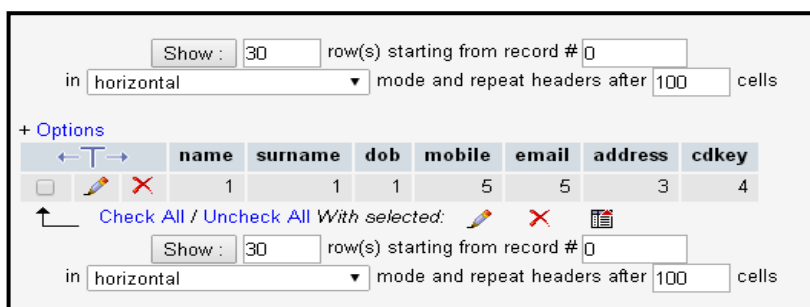 Show : 30 row(s) starting from record # 0
in horizontal mode and repeat headers after 100 cells
+ Options
←T→ name surname dob mobile email address cdkey
1 1 1 5 5 3 4
Check All / Uncheck All With selected:
Show : 30 row(s) starting from record # 0
in horizontal mode and repeat headers after 100 cells